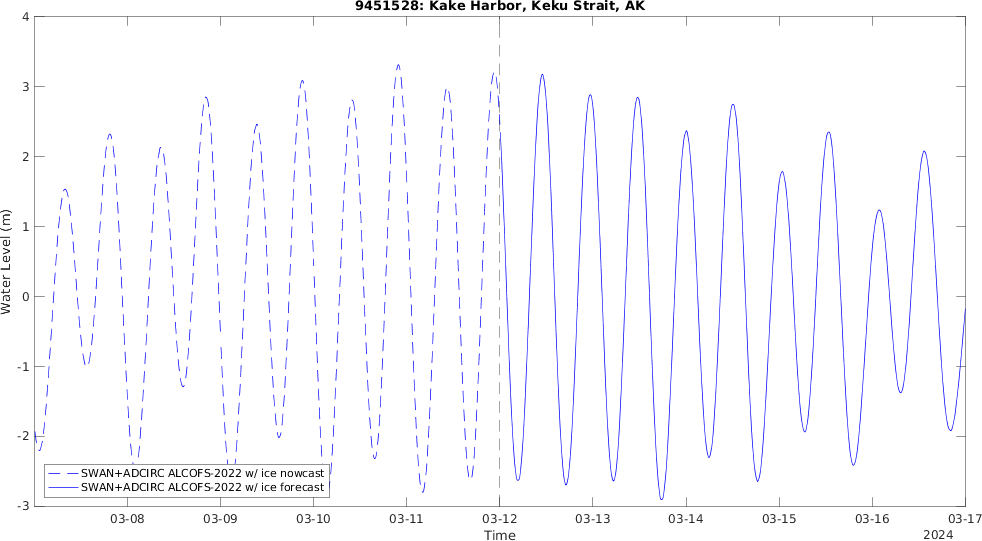 9451528: Kake Harbor, Keku Strait, AK
4
3
2
1
0
-1
-2
-3
Water Level (m)
SWAN+ADCIRC ALCOFS-2022 w/ ice nowcast
SWAN+ADCIRC ALCOFS-2022 w/ ice forecast
03-08 03-09 03-10 03-11 03-12 03-13 03-14 03-15 03-16 03-17
Time
2024